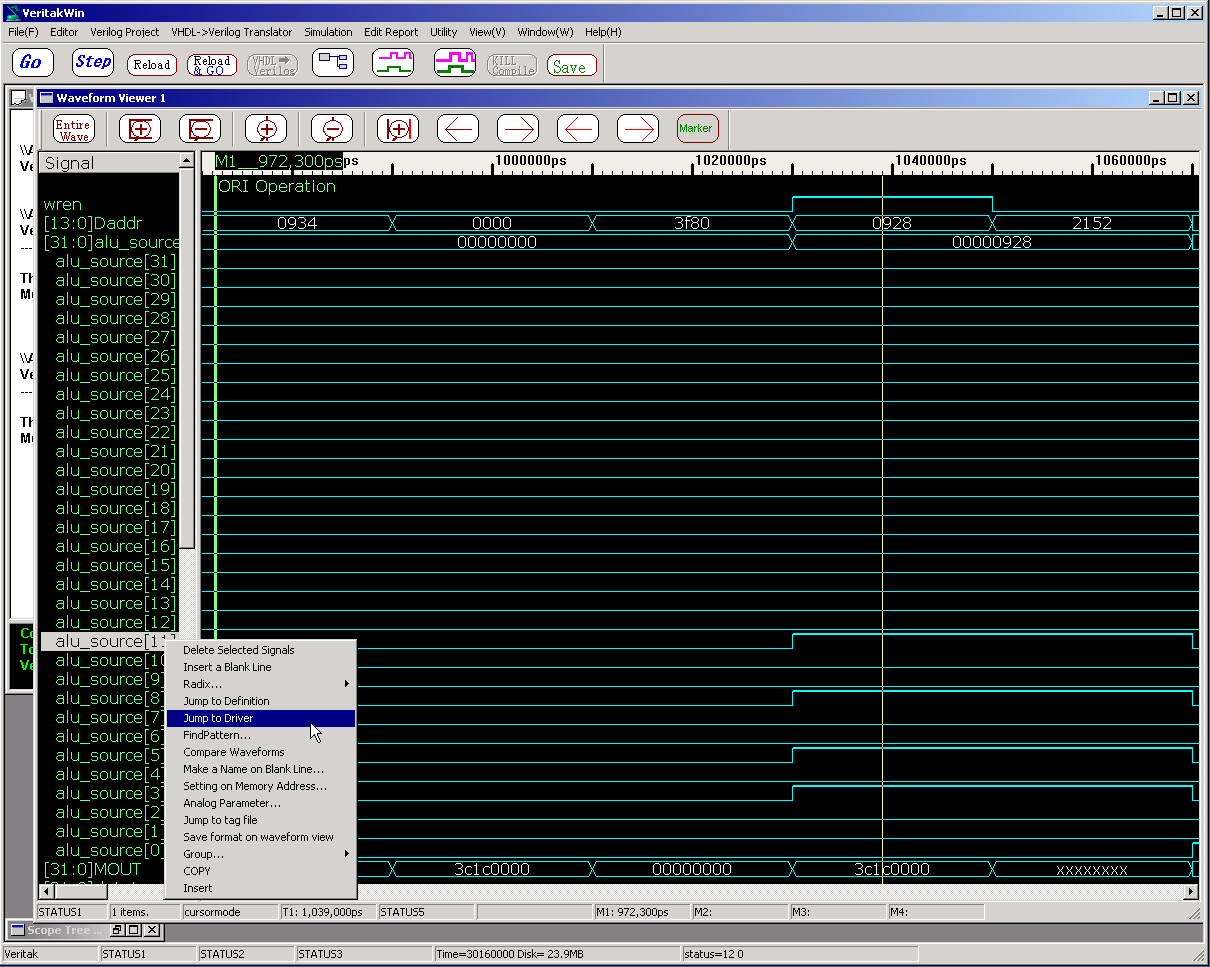 VeritakWin
File(F) Editor Verilog Project VHDL->Verilog Translator Simulation Edit Report Utility View(V) Window(W) Help(H)
Go Step Reload Reload & GO VHDL Verilog KILL Compile Save
Waveform Viewer 1
Entire Wave Marker
Signal M1__972,300ps ps 1000000ps 1020000ps 1040000ps 1060000ps
ORI Operation
wren
[13:0]Daddr 0934 0000 3f80 0928 2152
[31:0]alu_source 00000000 00000928
alu_source[31]
alu_source[30]
alu_source[29]
alu_source[28]
alu_source[27]
alu_source[26]
alu_source[25]
alu_source[24]
alu_source[23]
alu_source[22]
alu_source[21]
alu_source[20]
alu_source[19]
alu_source[18]
alu_source[17]
alu_source[16]
alu_source[15]
alu_source[14]
alu_source[13]
alu_source[12]
alu_source[11]
alu_source[10
alu_source[9
alu_source[8
alu_source[7
alu_source[6
alu_source[5
alu_source[4
alu_source[3
alu_source[2
alu_source[1
alu_source[0
[31:0]MOUT 3c1c0000 00000000 3c1c0000 xxxxxxxx
Delete Selected Signals
Insert a Blank Line
Radix...
Jump to Definition
Jump to Driver
FindPattern...
Compare Waveforms
Make a Name on Blank Line...
Setting on Memory Address...
Analog Parameter...
Jump to tag file
Save format on waveform view
Group...
COPY
Insert
STATUS1 1 items. cursormode T1: 1,039,000ps STATUS5 M1: 972,300ps M2: M3: M4:
Scope Tree ...
Veritak STATUS1 STATUS2 STATUS3 Time=30160000 Disk= 23.9MB status=12 0